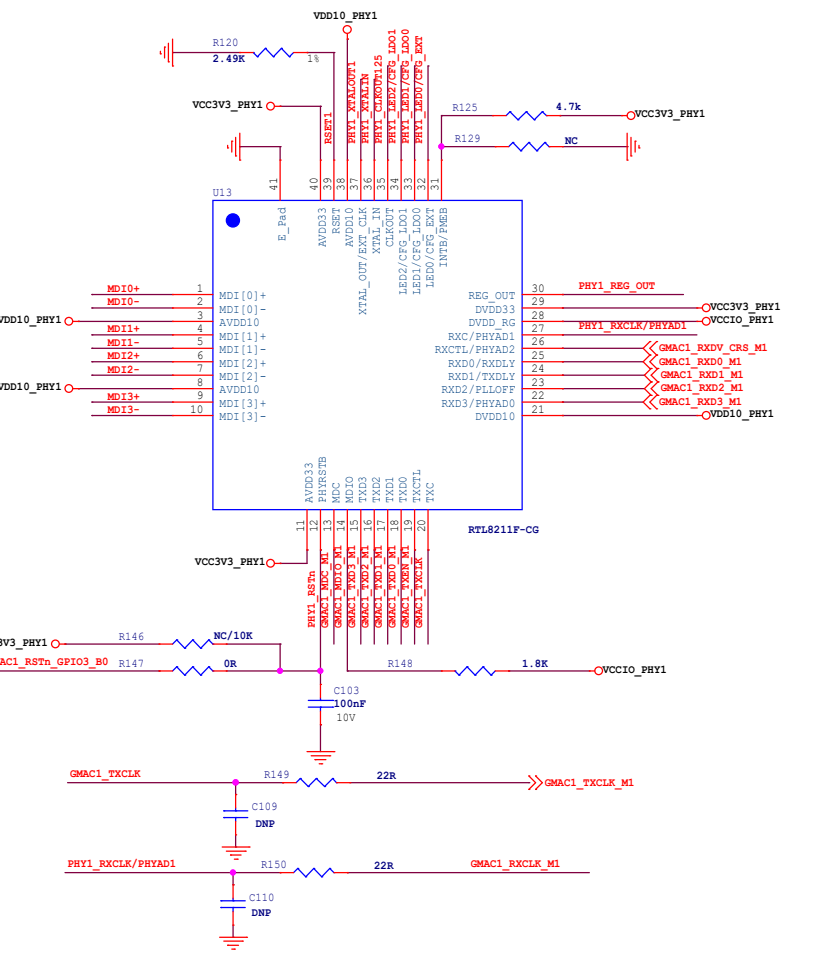 VDD10_PHY1
R120
2.49K
1%
VCC3V3_PHY1
RSET1
PHY1_XTALOUT1
PHY1_XTALIN
PHY1_CLKOUT125
PHY1_LED2/CFG_LDO1
PHY1_LED1/CFG_LDO0
PHY1_LED0/CFG_EXT
R125
4.7k
VCC3V3_PHY1
R129
NC
41
40
39
38
37
36
35
34
33
32
31
U13
E_Pad
AVDD33
RSET
AVDD10
XTAL_OUT/EXT_CLK
XTAL_IN
CLKOUT
LED2/CFG_LDO1
LED1/CFG_LDO0
LED0/CFG_EXT
INTB/PMEB
MDI0+ 1 MDI[0]+
MDI0- 2 MDI[0]-
VDD10_PHY1 3 AVDD10
MDI1+ 4 MDI[1]+
MDI1- 5 MDI[1]-
MDI2+ 6 MDI[2]+
MDI2- 7 MDI[2]-
VDD10_PHY1 8 AVDD10
MDI3+ 9 MDI[3]+
MDI3- 10 MDI[3]-
REG_OUT 30 PHY1_REG_OUT
DVDD33 29 VCC3V3_PHY1
DVDD_RG 28 VCCIO_PHY1
RXC/PHYAD1 27 PHY1_RXCLK/PHYAD1
RXCTL/PHYAD2 26 GMAC1_RXDV_CRS_M1
RXD0/RXDLY 25 GMAC1_RXD0_M1
RXD1/TXDLY 24 GMAC1_RXD1_M1
RXD2/PLLOFF 23 GMAC1_RXD2_M1
RXD3/PHYAD0 22 GMAC1_RXD3_M1
DVDD10 21 VDD10_PHY1
AVDD33
PHYRSTB
MDC
MDIO
TXD3
TXD2
TXD1
TXD0
TXCTL
TXC
11
12
13
14
15
16
17
18
19
20
RTL8211F-CG
VCC3V3_PHY1
PHY1_RSTn
GMAC1_MDC_M1
GMAC1_MDIO_M1
GMAC1_TXD3_M1
GMAC1_TXD2_M1
GMAC1_TXD1_M1
GMAC1_TXD0_M1
GMAC1_TXEN_M1
GMAC1_TXCLK
3V3_PHY1 R146 NC/10K
AC1_RSTn_GPIO3_B0 R147 0R
R148 1.8K VCCIO_PHY1
C103
100nF
10V
GMAC1_TXCLK R149 22R GMAC1_TXCLK_M1
C109
DNP
PHY1_RXCLK/PHYAD1 R150 22R GMAC1_RXCLK_M1
C110
DNP